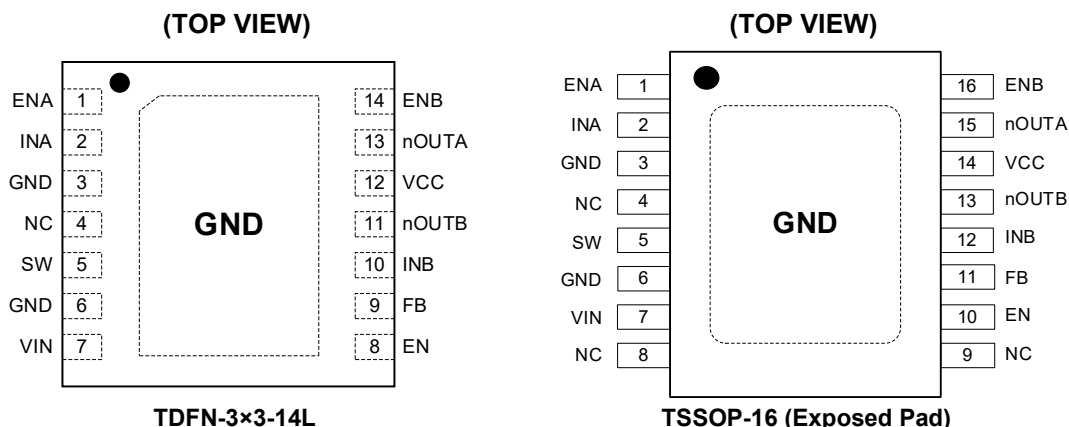 (TOP VIEW)
ENA 1
14 ENB
INA 2
13 nOUTA
GND 3
12 VCC
NC 4
11 nOUTB
SW 5
10 INB
GND 6
9 FB
VIN 7
8 EN
GND
TDFN-3×3-14L
(TOP VIEW)
ENA 1
16 ENB
INA 2
15 nOUTA
GND 3
14 VCC
NC 4
13 nOUTB
SW 5
12 INB
GND 6
11 FB
VIN 7
10 EN
NC 8
9 NC
GND
TSSOP-16 (Exposed Pad)